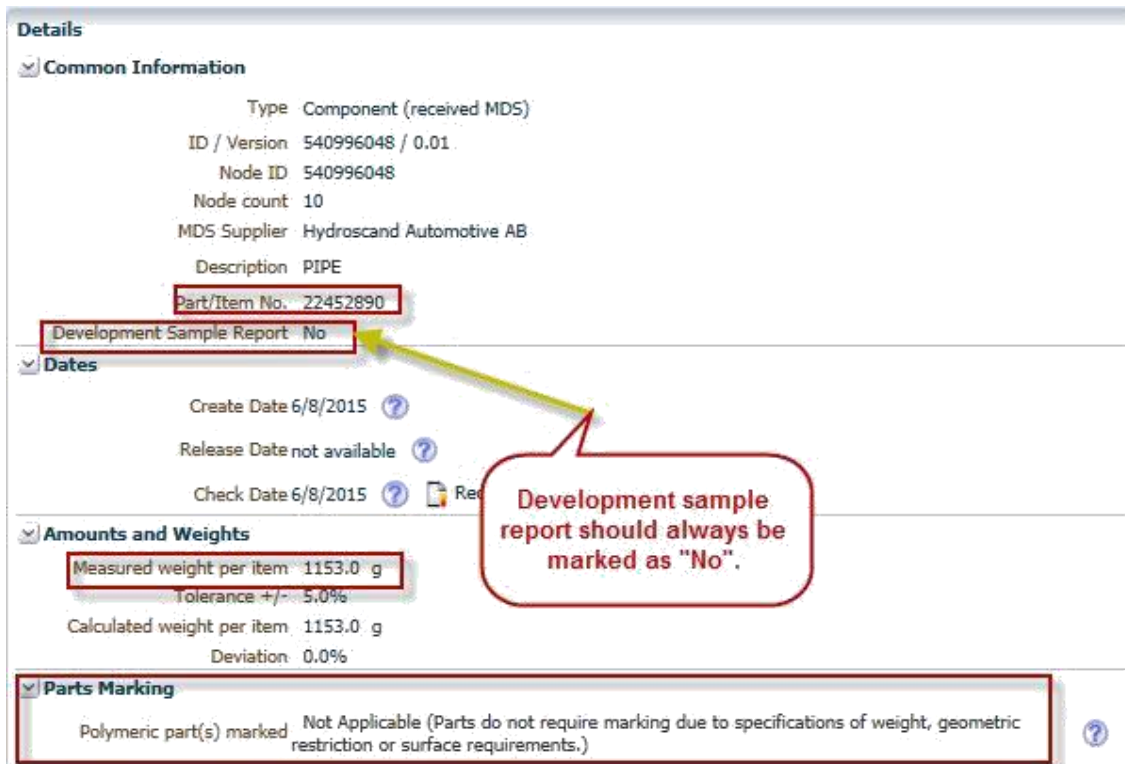 Details
Common Information
Type Component (received MDS)
ID / Version 540996048 / 0.01
Node ID 540996048
Node count 10
MDS Supplier Hydroscand Automotive AB
Description PIPE
Part/Item No. 22452890
Development Sample Report No
Dates
Create Date 6/8/2015
Release Date not available
Check Date 6/8/2015
Development sample
report should always be
marked as "No".
Amounts and Weights
Measured weight per item 1153.0 g
Tolerance +/- 5.0%
Calculated weight per item 1153.0 g
Deviation 0.0%
Parts Marking
Polymeric part(s) marked Not Applicable (Parts do not require marking due to specifications of weight, geometric
restriction or surface requirements.)